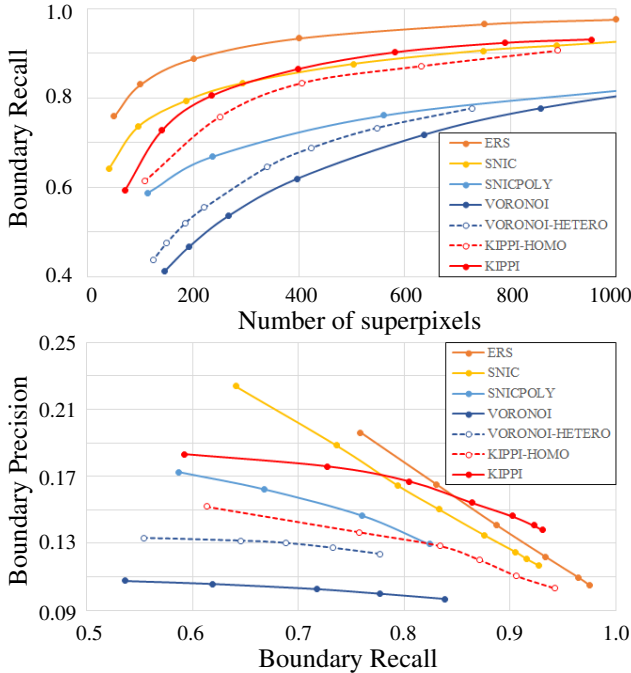 1.0
0.8
0.6
0.4
Boundary Recall
ERS
SNIC
SNICPOLY
VORONOI
VORONOI-HETERO
KIPPI-HOMO
KIPPI
0 200 400 600 800 1000
Number of superpixels
0.25
0.21
0.17
0.13
0.09
Boundary Precision
ERS
SNIC
SNICPOLY
VORONOI
VORONOI-HETERO
KIPPI-HOMO
KIPPI
0.5 0.6 0.7 0.8 0.9 1.0
Boundary Recall